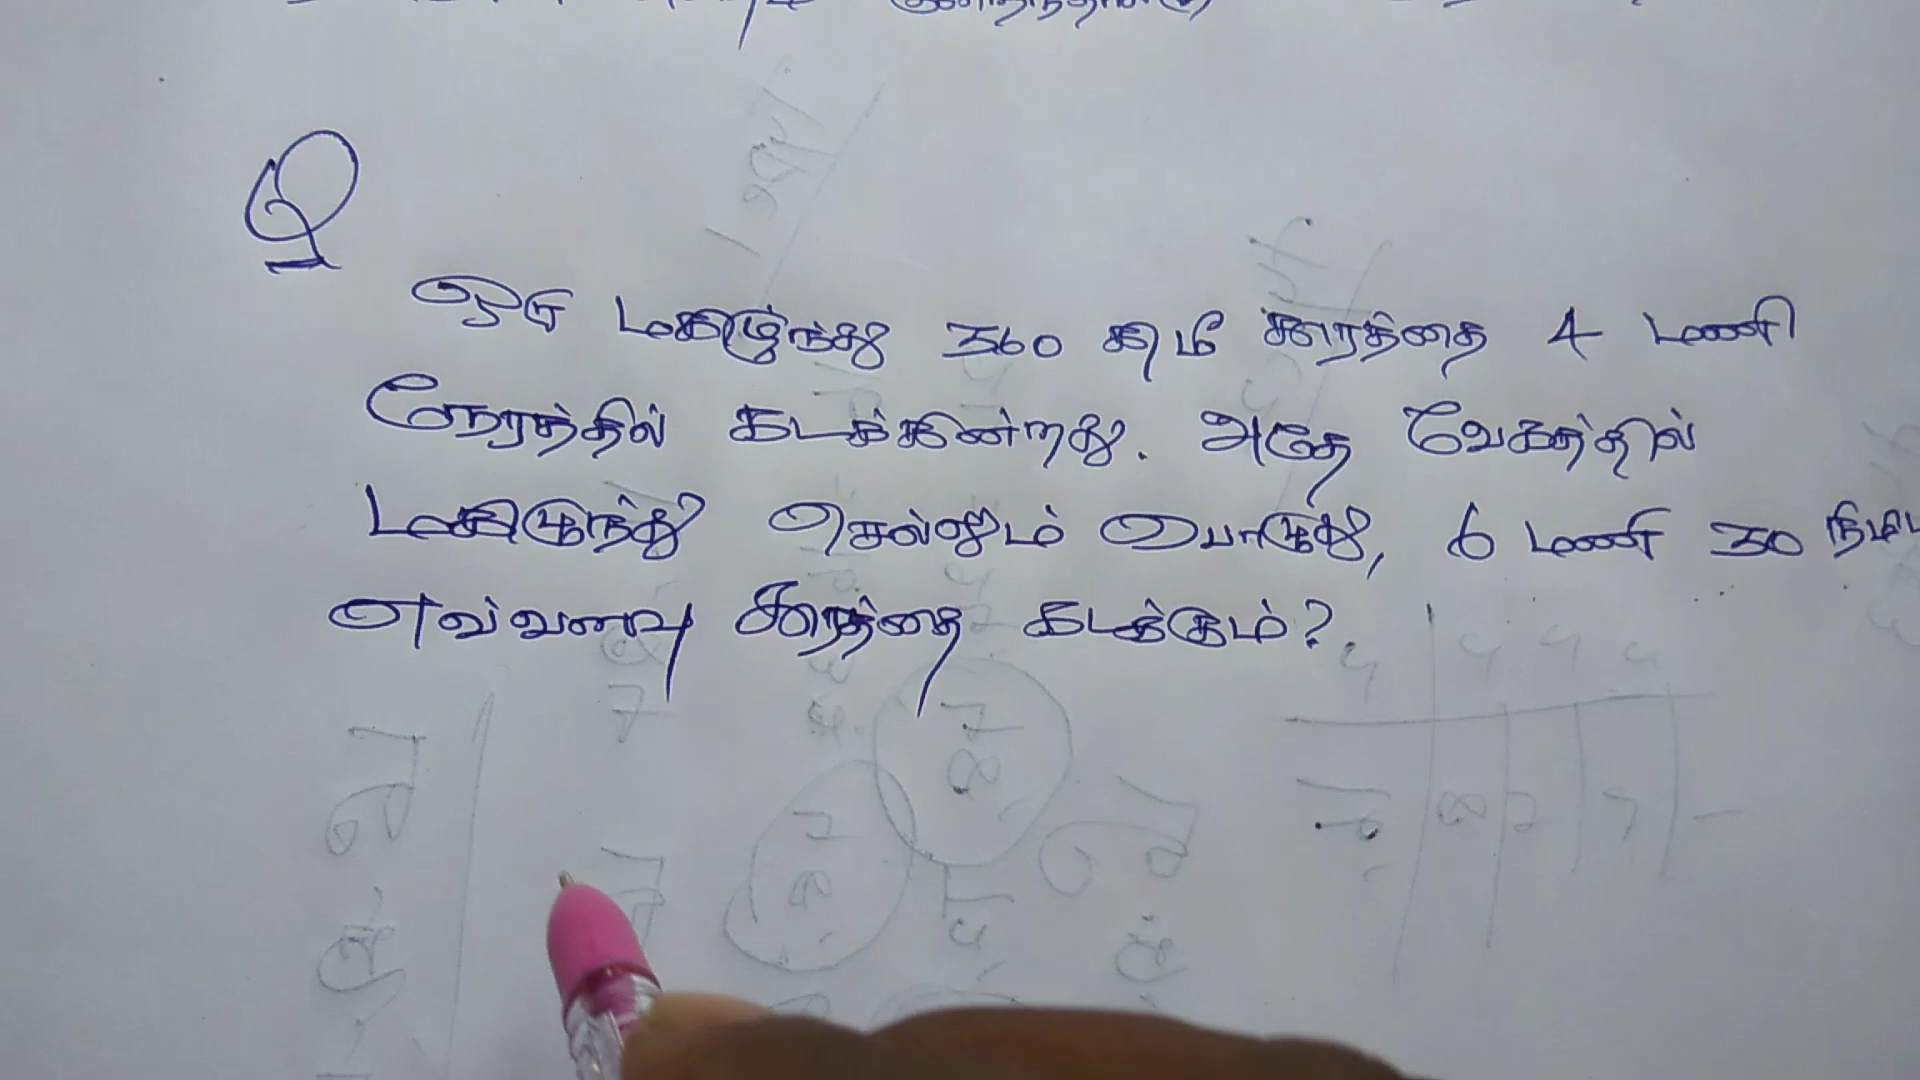 Q
ஒரு மகிழுந்து 360 கி மீ தூரத்தை 4 மணி
நேரத்தில் கடக்கின்றது. அதே வேகத்தில்
மகிழுந்து செல்லும் பொழுது, 6 மணி 30 நிமிட
எவ்வளவு தூரத்தை கடக்கும்?